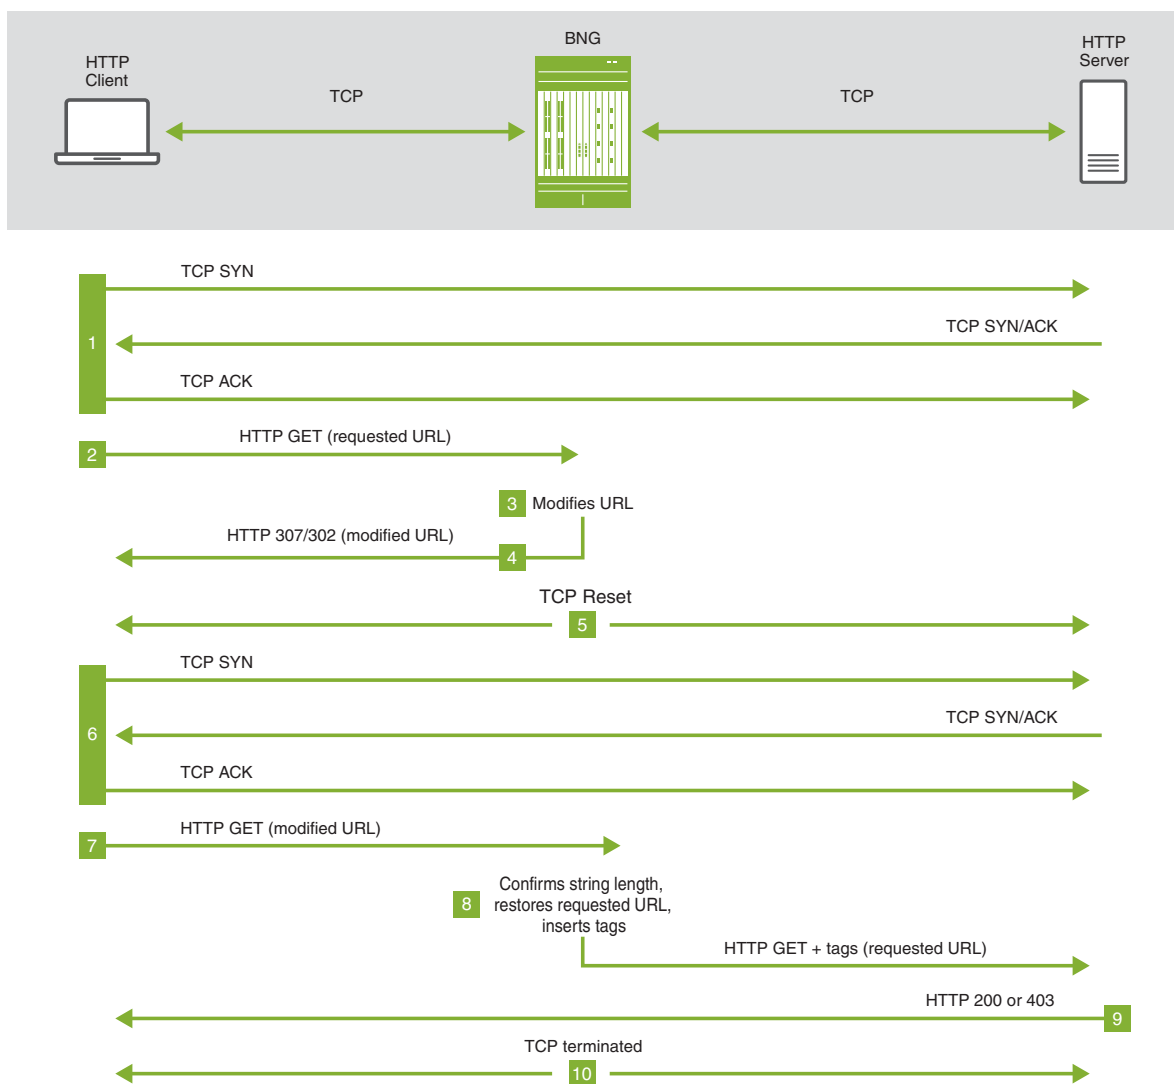 BNG
HTTP
Client
HTTP
Server
TCP
TCP
TCP SYN
TCP SYN/ACK
1
TCP ACK
HTTP GET (requested URL)
2
3 Modifies URL
HTTP 307/302 (modified URL)
4
TCP Reset
5
TCP SYN
TCP SYN/ACK
6
TCP ACK
HTTP GET (modified URL)
7
8
Confirms string length,
restores requested URL,
inserts tags
HTTP GET + tags (requested URL)
HTTP 200 or 403
9
TCP terminated
10